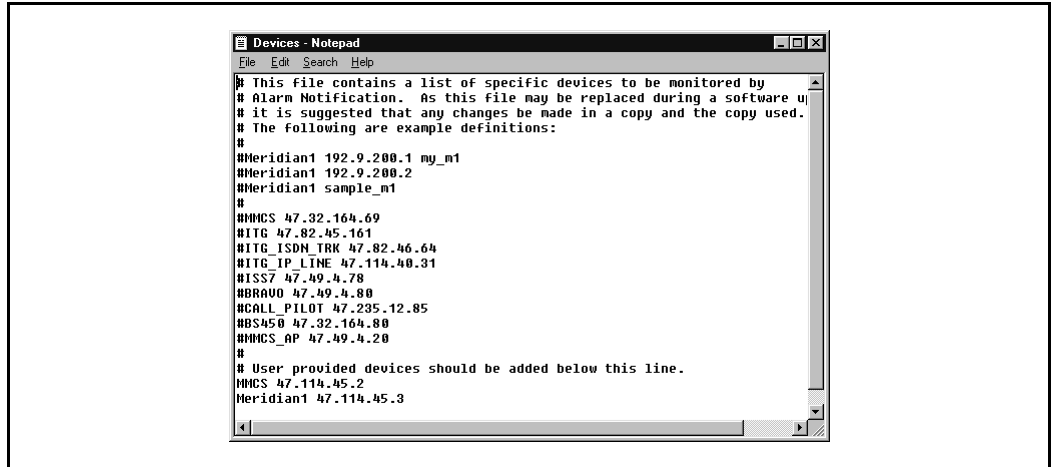 Devices - Notepad
File Edit Search Help
# This file contains a list of specific devices to be monitored by
# Alarm Notification.  As this file may be replaced during a software u
# it is suggested that any changes be made in a copy and the copy used.
# The following are example definitions:
#
#Meridian1 192.9.200.1 my_m1
#Meridian1 192.9.200.2
#Meridian1 sample_m1
#
#MMCS 47.32.164.69
#ITG 47.82.45.161
#ITG_ISDN_TRK 47.82.46.64
#ITG_IP_LINE 47.114.40.31
#ISS7 47.49.4.78
#BRAVO 47.49.4.80
#CALL_PILOT 47.235.12.85
#BS450 47.32.164.80
#MMCS_AP 47.49.4.20
#
# User provided devices should be added below this line.
MMCS 47.114.45.2
Meridian1 47.114.45.3